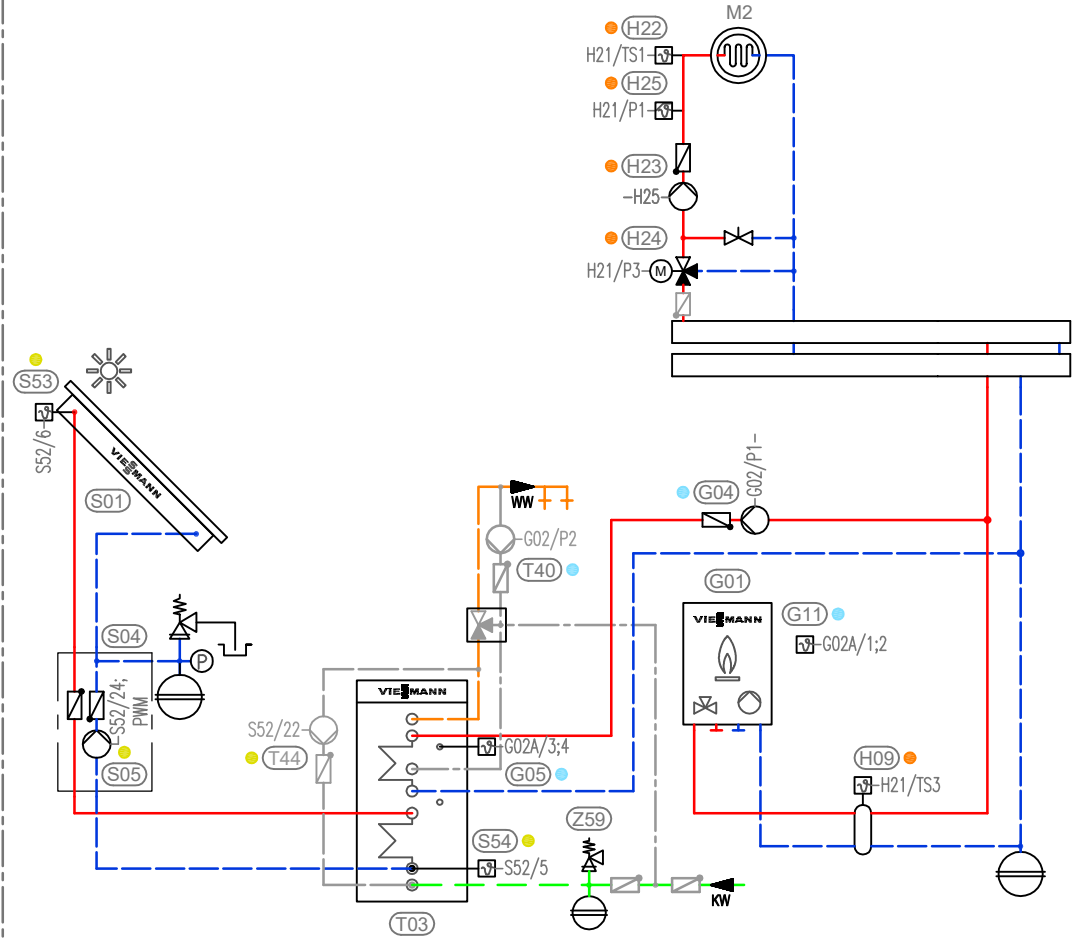 M2
H22
H21/TS1
H25
H21/P1
H23
H25
H24
H21/P3
M
S53
S52/6
VIESSMANN
S01
WW
G02/P2
T40
G04
G02/P1
G01
VIESMANN
G11
G02A/1;2
S04
P
S52/24;
PWM
S05
S52/22
T44
VIESMANN
G02A/3;4
G05
H09
H21/TS3
Z59
S54
S52/5
KW
T03